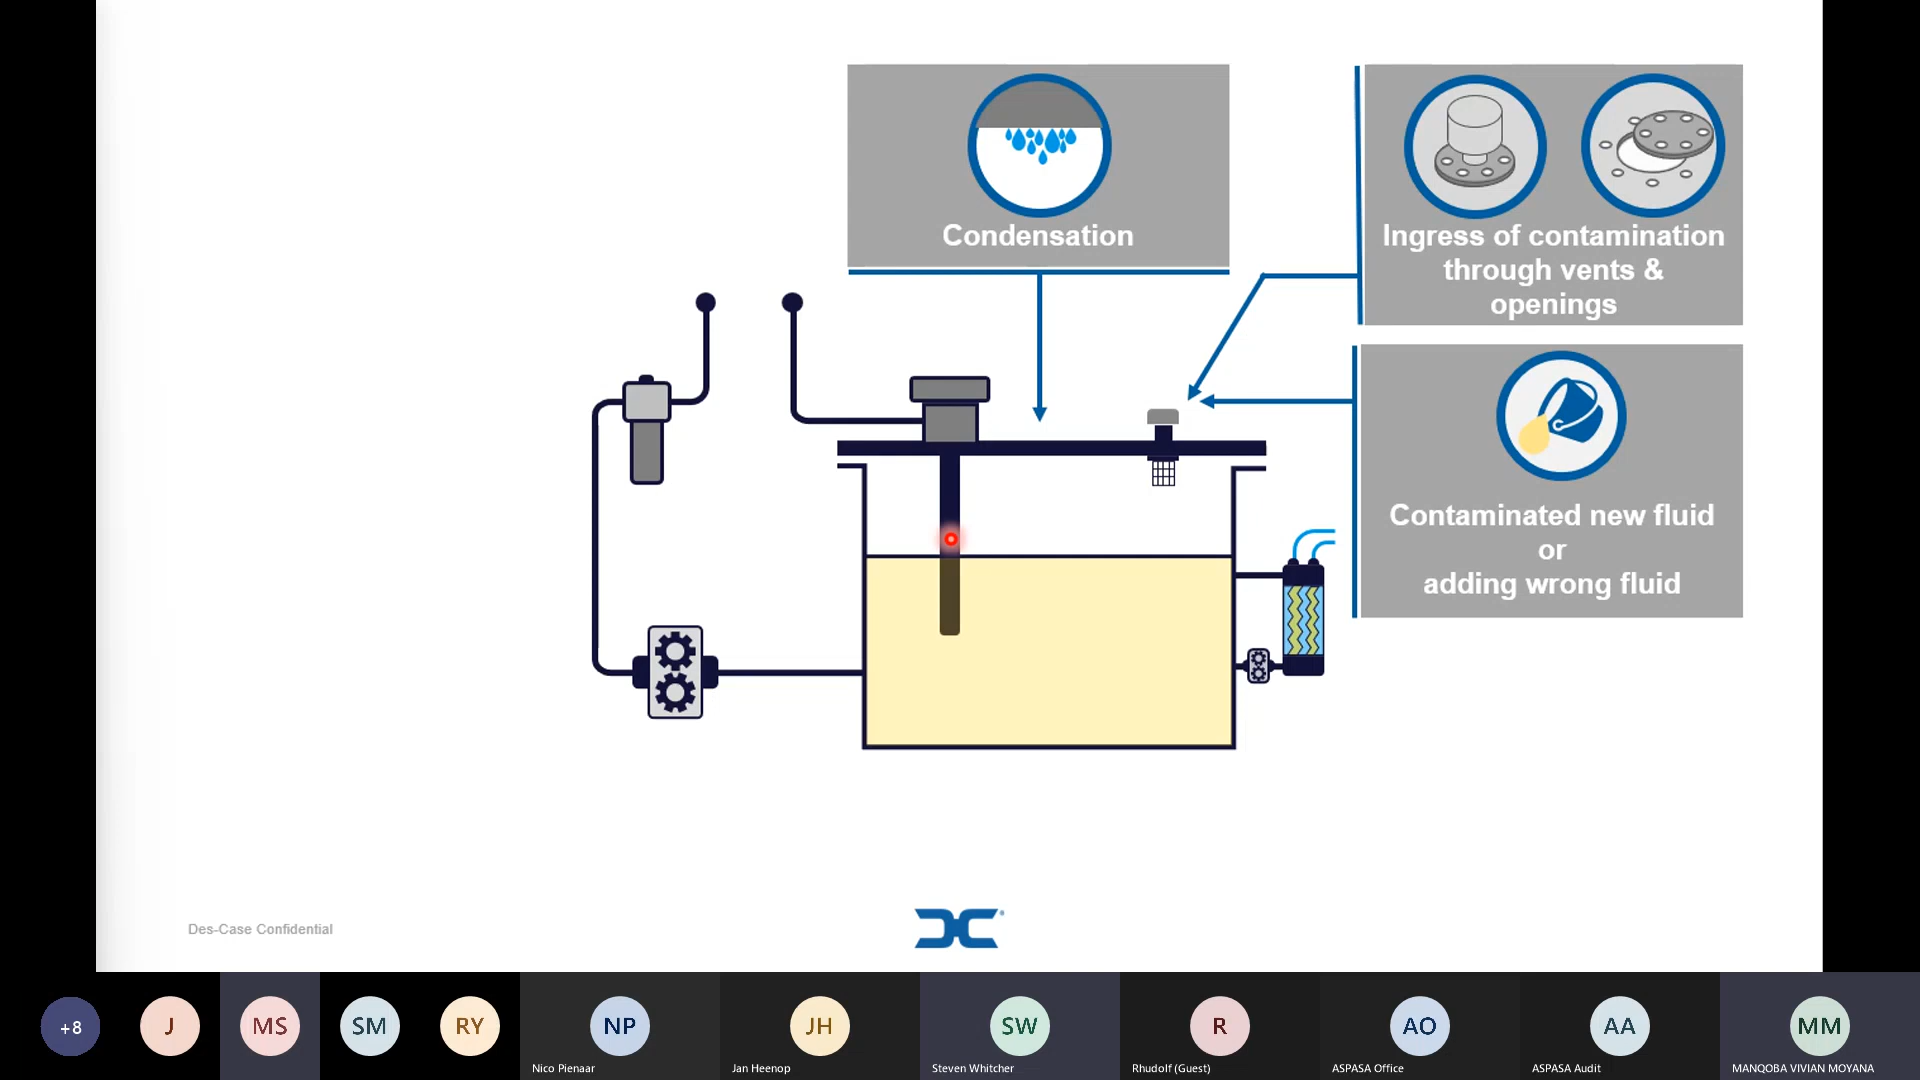 Condensation
Ingress of contamination
through vents &
openings
Contaminated new fluid
or
adding wrong fluid
Des-Case Confidential
+8
J
MS
SM
RY
NP
Nico Pienaar
JH
Jan Heenop
SW
Steven Whitcher
R
Rhudolf (Guest)
AO
ASPASA Office
AA
ASPASA Audit
MM
MANQOBA VIVIAN MOYANA